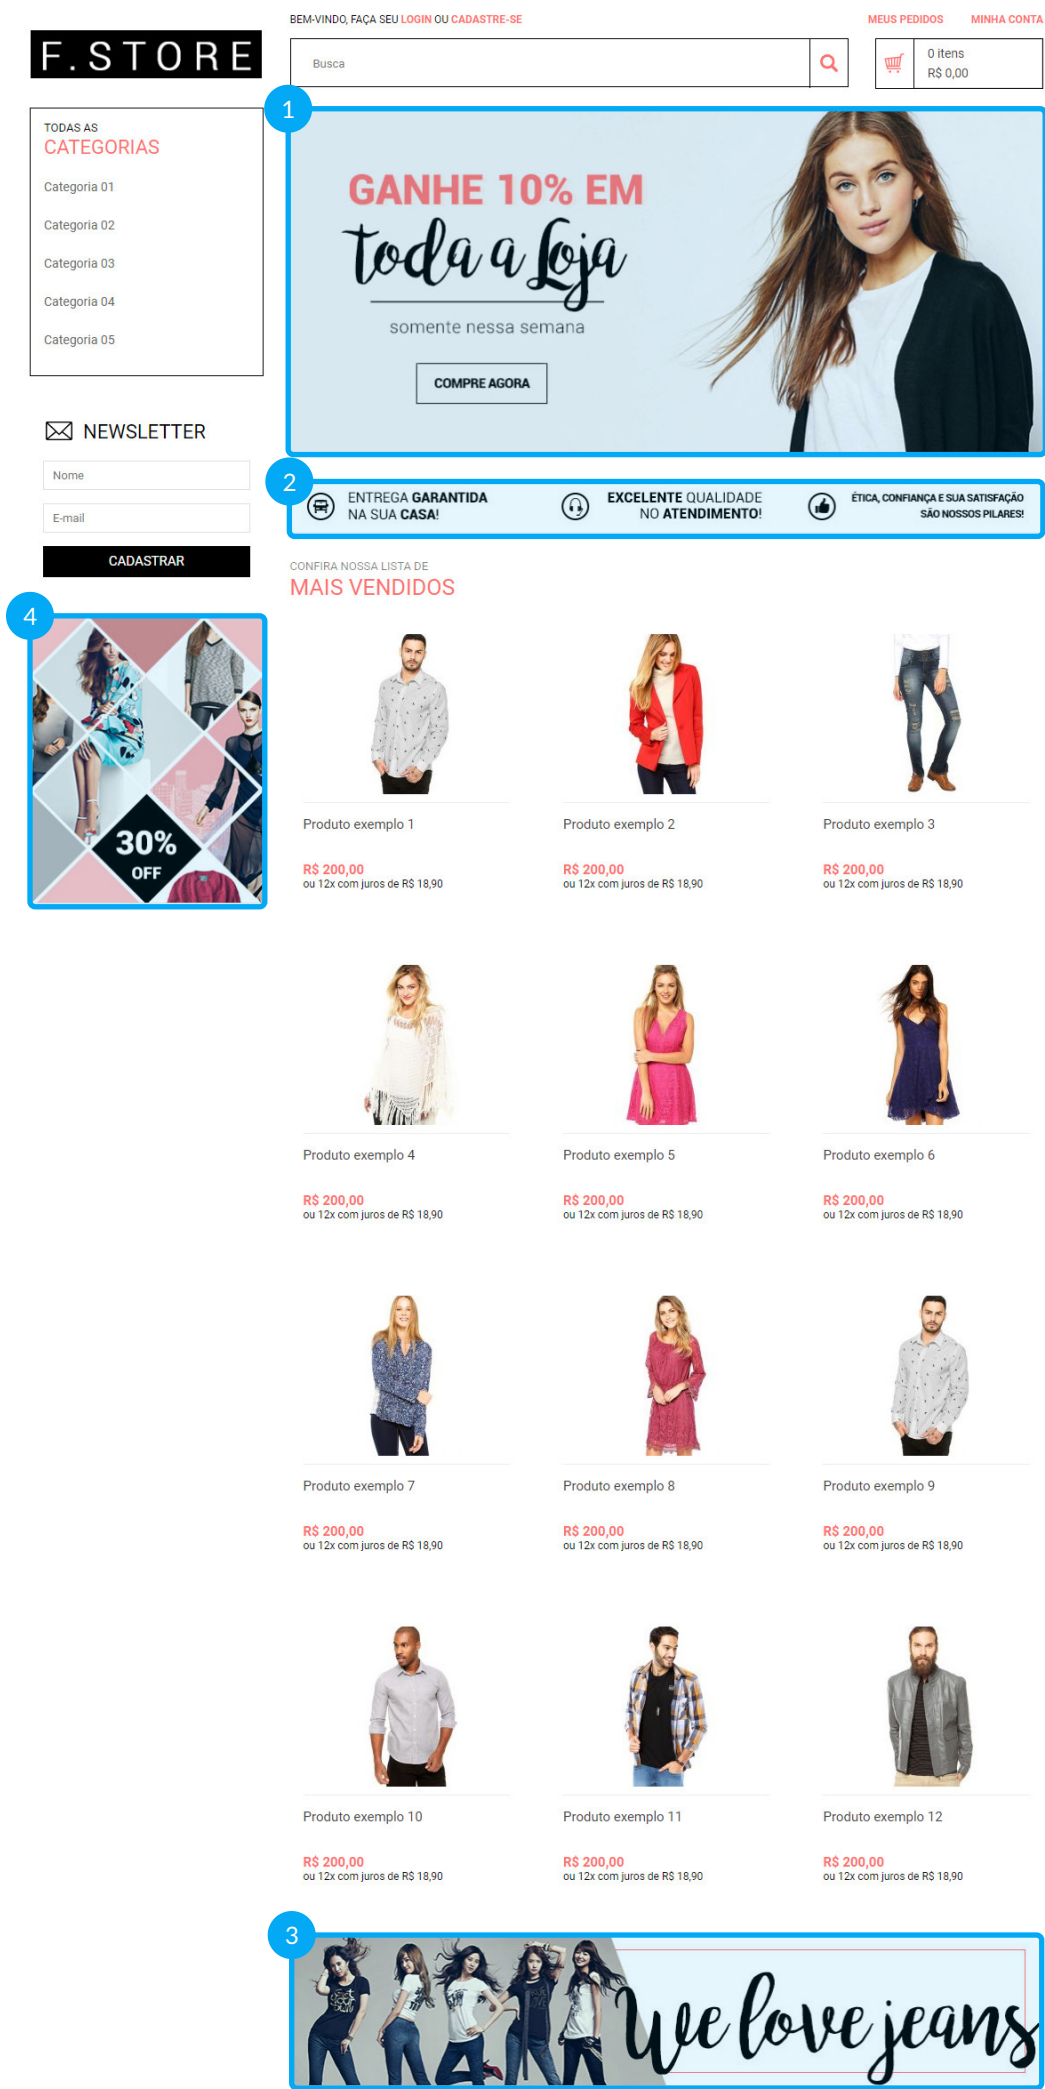 BEM-VINDO, FAÇA SEU LOGIN OU CADASTRE-SE
MEUS PEDIDOS MINHA CONTA
F.STORE
Busca
0 itens
R$ 0,00
TODAS AS
CATEGORIAS
Categoria 01
Categoria 02
Categoria 03
Categoria 04
Categoria 05
NEWSLETTER
Nome
E-mail
CADASTRAR
1
GANHE 10% EM
toda a Loja
somente nessa semana
COMPRE AGORA
2
ENTREGA GARANTIDA
NA SUA CASA!
EXCELENTE QUALIDADE
NO ATENDIMENTO!
ÉTICA, CONFIANÇA E SUA SATISFAÇÃO
SÃO NOSSOS PILARES!
4
30%
OFF
CONFIRA NOSSA LISTA DE
MAIS VENDIDOS
Produto exemplo 1
R$ 200,00
ou 12x com juros de R$ 18,90
Produto exemplo 2
R$ 200,00
ou 12x com juros de R$ 18,90
Produto exemplo 3
R$ 200,00
ou 12x com juros de R$ 18,90
Produto exemplo 4
R$ 200,00
ou 12x com juros de R$ 18,90
Produto exemplo 5
R$ 200,00
ou 12x com juros de R$ 18,90
Produto exemplo 6
R$ 200,00
ou 12x com juros de R$ 18,90
Produto exemplo 7
R$ 200,00
ou 12x com juros de R$ 18,90
Produto exemplo 8
R$ 200,00
ou 12x com juros de R$ 18,90
Produto exemplo 9
R$ 200,00
ou 12x com juros de R$ 18,90
Produto exemplo 10
R$ 200,00
ou 12x com juros de R$ 18,90
Produto exemplo 11
R$ 200,00
ou 12x com juros de R$ 18,90
Produto exemplo 12
R$ 200,00
ou 12x com juros de R$ 18,90
3
We love jeans